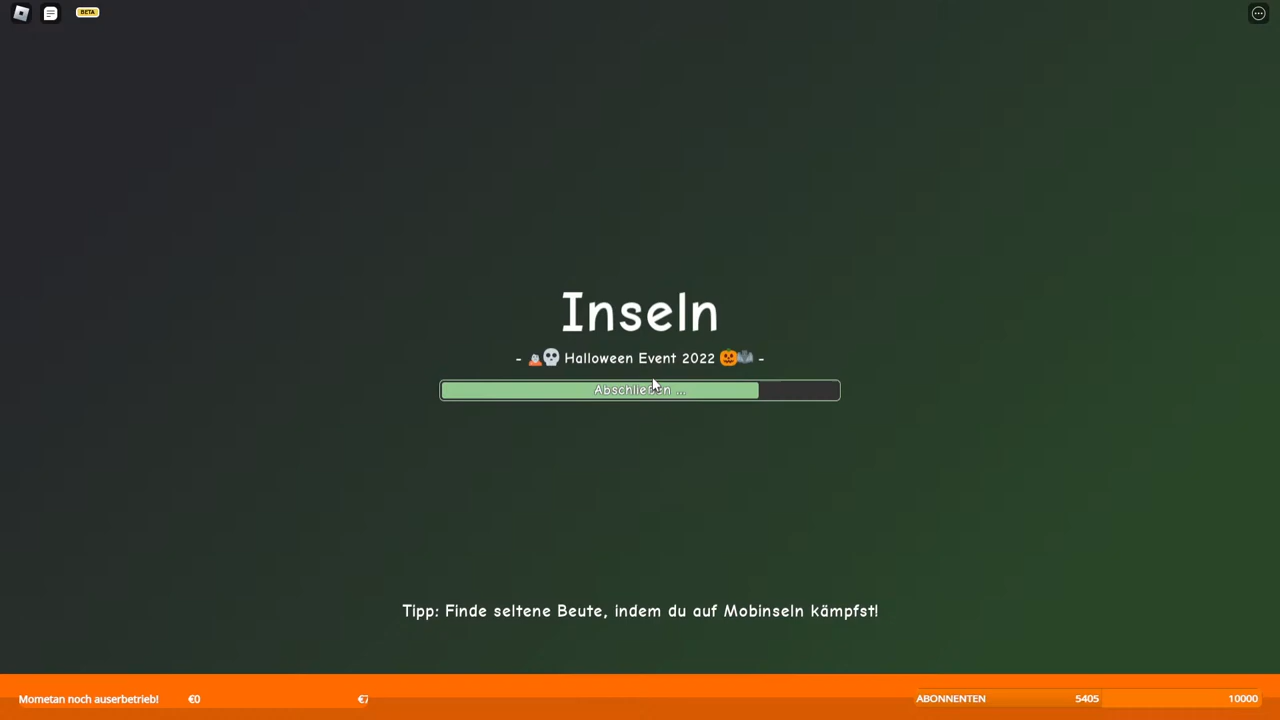 BETA
Inseln
- Halloween Event 2022 -
Abschließen ...
Tipp: Finde seltene Beute, indem du auf Mobinseln kämpfst!
Mometan noch auserbetrieb! €0 €7
ABONNENTEN 5405 10000